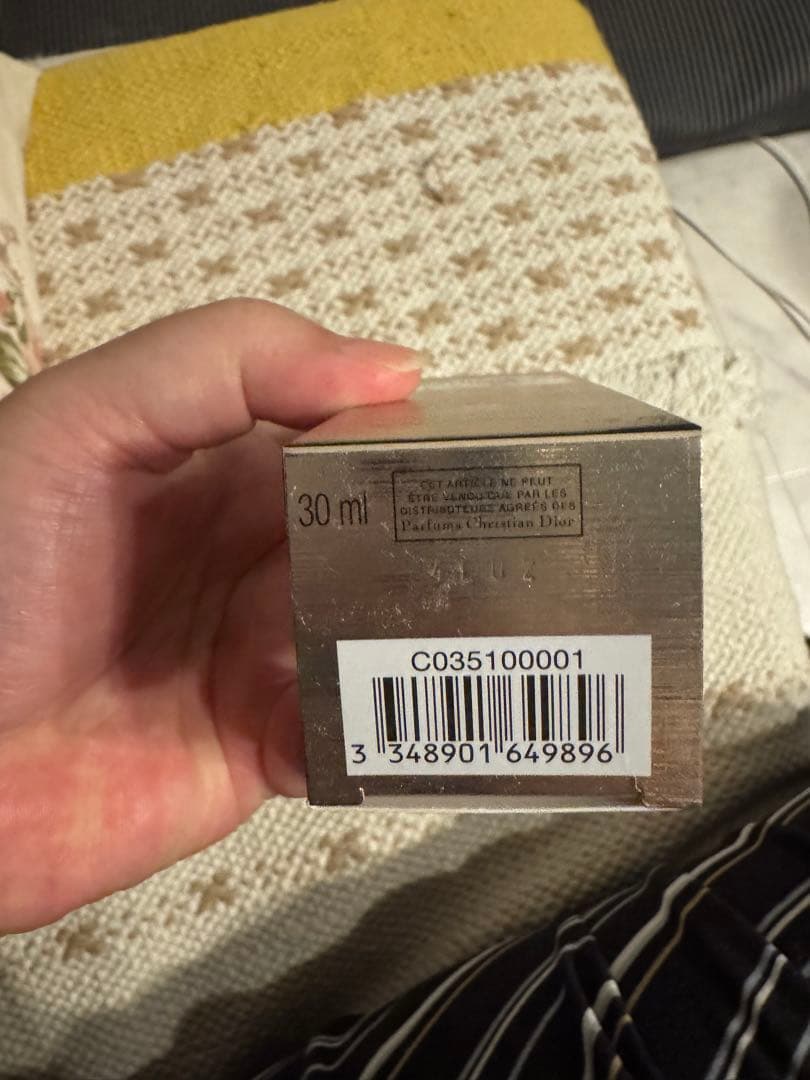 30 ml
CET ARTICLE NE PEUT
ÊTRE VENDU QUE PAR LES
DISTRIBUTEURS AGRÉÉS DES
Parfums Christian Dior
C035100001
3 348901 649896